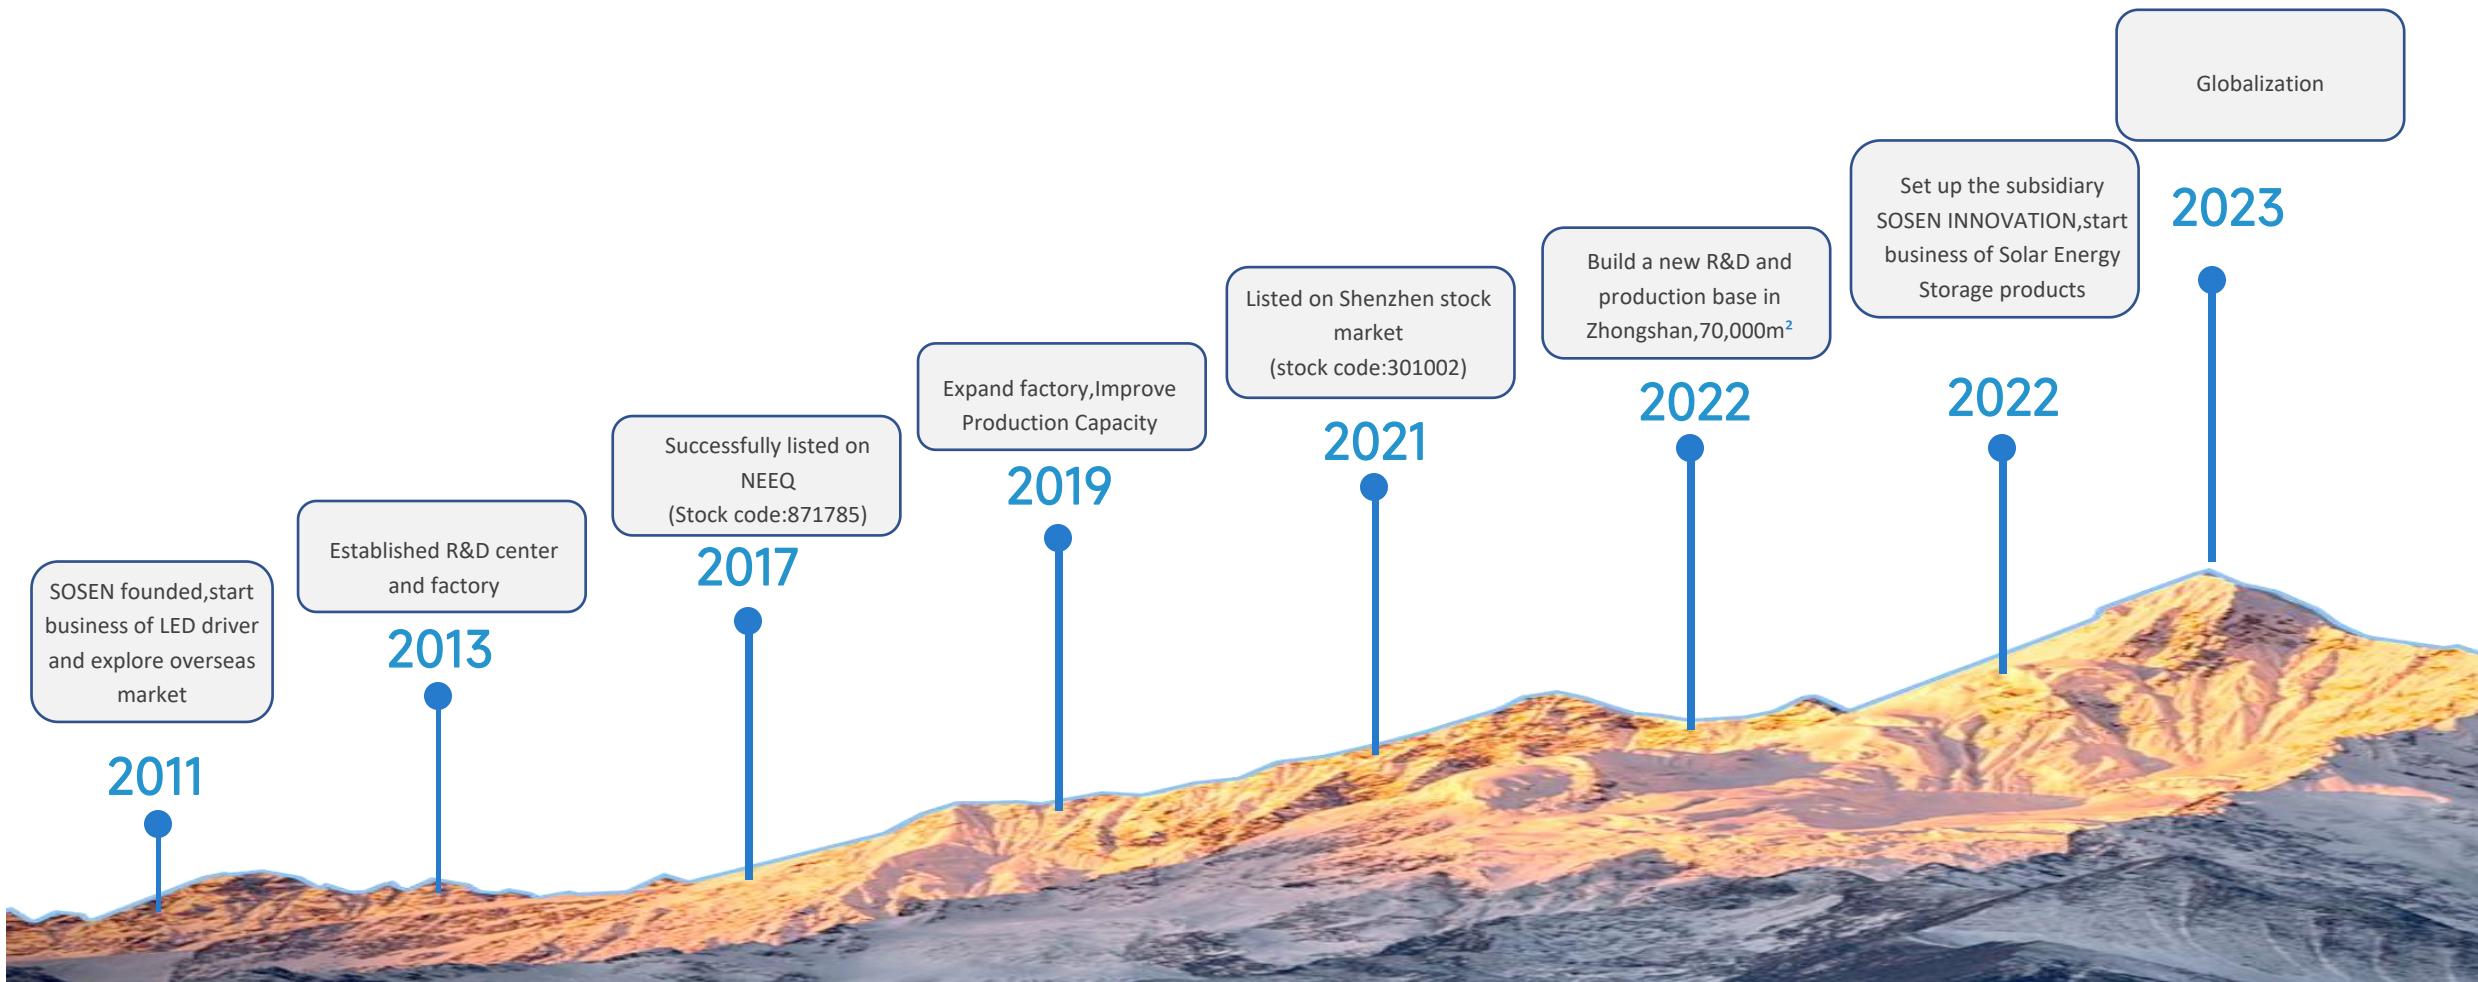 SOSEN founded,start
business of LED driver
and explore overseas
market
2011
Established R&D center
and factory
2013
Successfully listed on
NEEQ
(Stock code:871785)
2017
Expand factory,Improve
Production Capacity
2019
Listed on Shenzhen stock
market
(stock code:301002)
2021
Build a new R&D and
production base in
Zhongshan,70,000m²
2022
Set up the subsidiary
SOSEN INNOVATION,start
business of Solar Energy
Storage products
2022
Globalization
2023